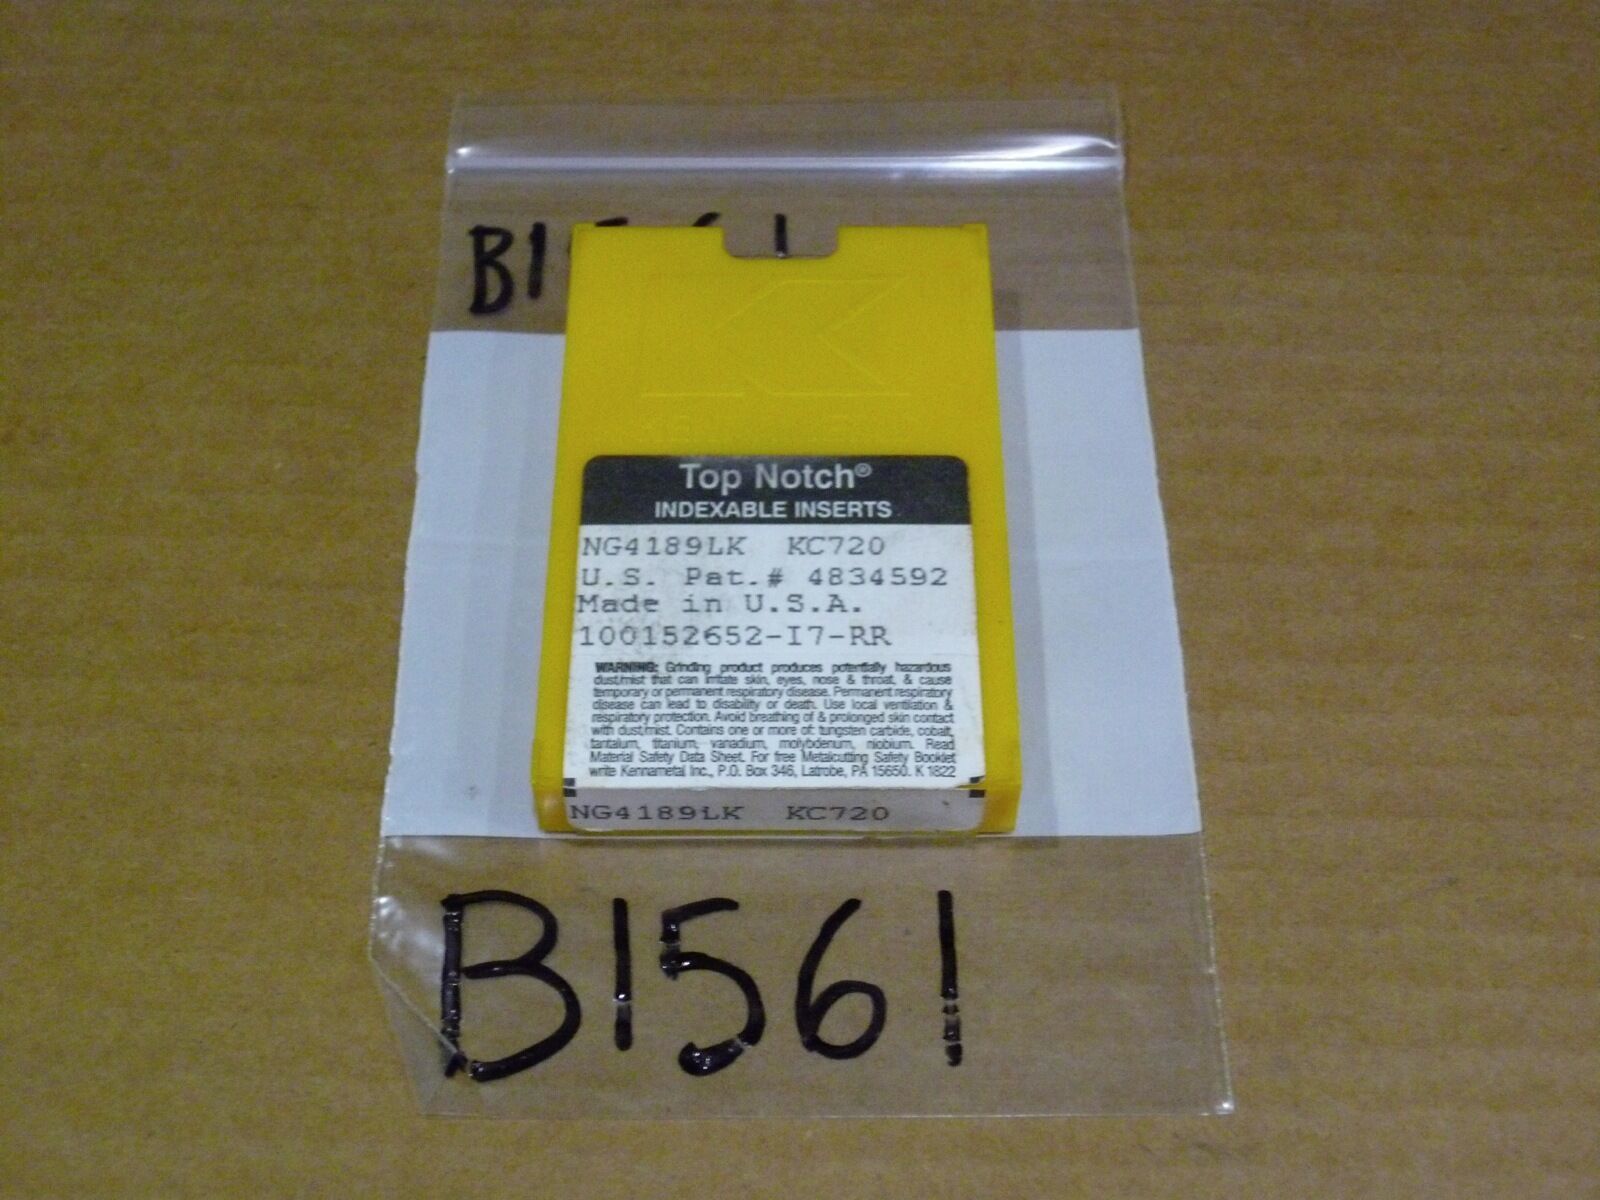 B1561
Top Notch®
INDEXABLE INSERTS
NG4189LK KC720
U.S. Pat.# 4834592
Made in U.S.A.
100152652-I7-RR
WARNING: Grinding product produces potentially hazardous
dust/mist that can irritate skin, eyes, nose & throat, & cause
temporary or permanent respiratory disease. Permanent respiratory
disease can lead to disability or death. Use local ventilation &
respiratory protection. Avoid breathing of & prolonged skin contact
with dust/mist. Contains one or more of: tungsten carbide, cobalt,
tantalum, titanium, vanadium, molybdenum, niobium. Read
Material Safety Data Sheet. For free Metalcutting Safety Booklet
write Kennametal Inc., P.O. Box 346, Latrobe, PA 15650. K 1822
NG4189LK KC720
B1561